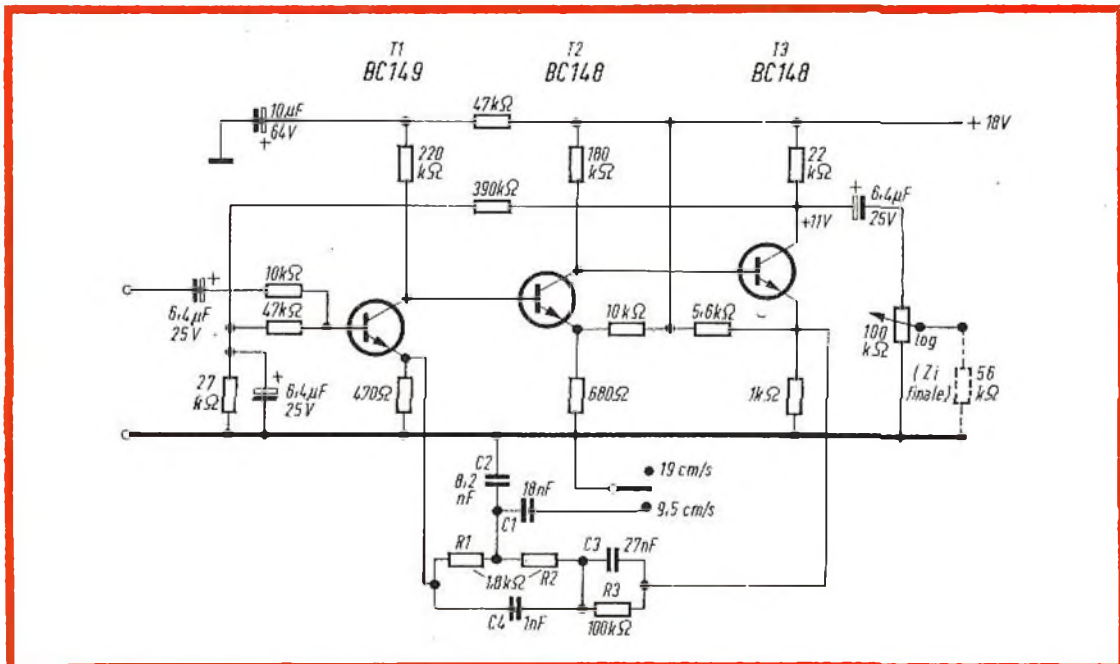 T1
BC149
T2
BC148
T3
BC148
10µF
64V
+
47kΩ
+ 18V
220
kΩ
180
kΩ
22
kΩ
390kΩ
+
6,4µF
25V
+11V
+
10kΩ
6,4µF
25V
47kΩ
10kΩ
5,6kΩ
100
kΩ
log
27
kΩ
+
6,4µF
25V
470Ω
680Ω
1kΩ
(Zi
finale)
56
kΩ
C2
8,2
nF
18nF
C1
19 cm/s
9,5 cm/s
R1
1,8kΩ
R2
C3
27nF
C4
1nF
R3
100kΩ